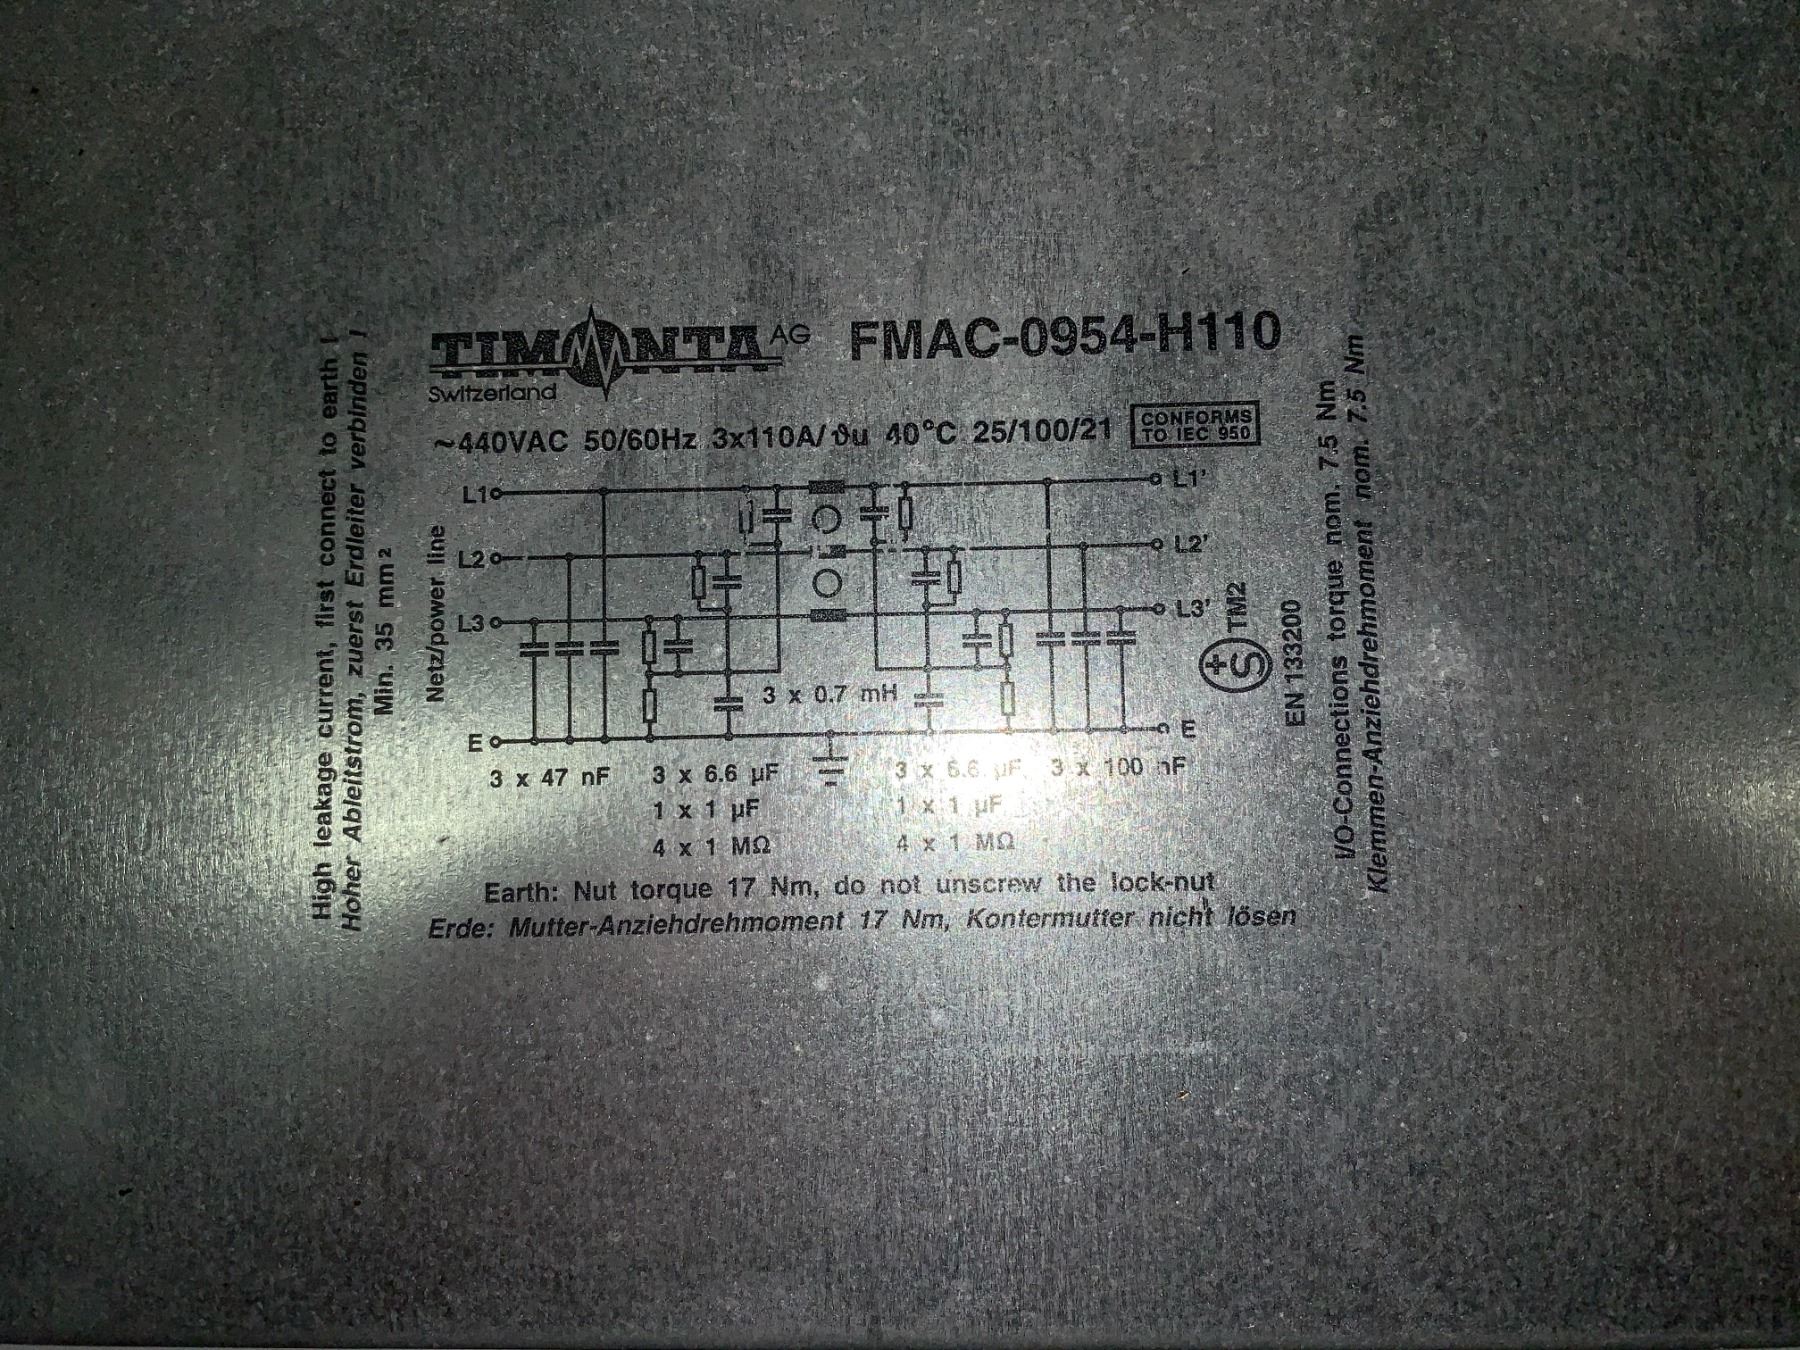 High leakage current, first connect to earth !
Hoher Ableitstrom, zuerst Erdleiter verbinden !
Min. 35 mm²
TIMONTA AG
Switzerland
FMAC-0954-H110
~440VAC 50/60Hz 3x110A/ϑu 40°C 25/100/21
CONFORMS
TO IEC 950
Netz/power line
L1 L1'
L2 L2'
L3 L3'
3 x 0.7 mH
E E
3 x 47 nF 3 x 6.6 µF 3 x 6.6 µF 3 x 100 nF
1 x 1 µF 1 x 1 µF
4 x 1 MΩ 4 x 1 MΩ
Earth: Nut torque 17 Nm, do not unscrew the lock-nut
Erde: Mutter-Anziehdrehmoment 17 Nm, Kontermutter nicht lösen
+S TM2
EN 133200
I/O-Connections torque nom. 7.5 Nm
Klemmen-Anziehdrehmoment nom. 7.5 Nm